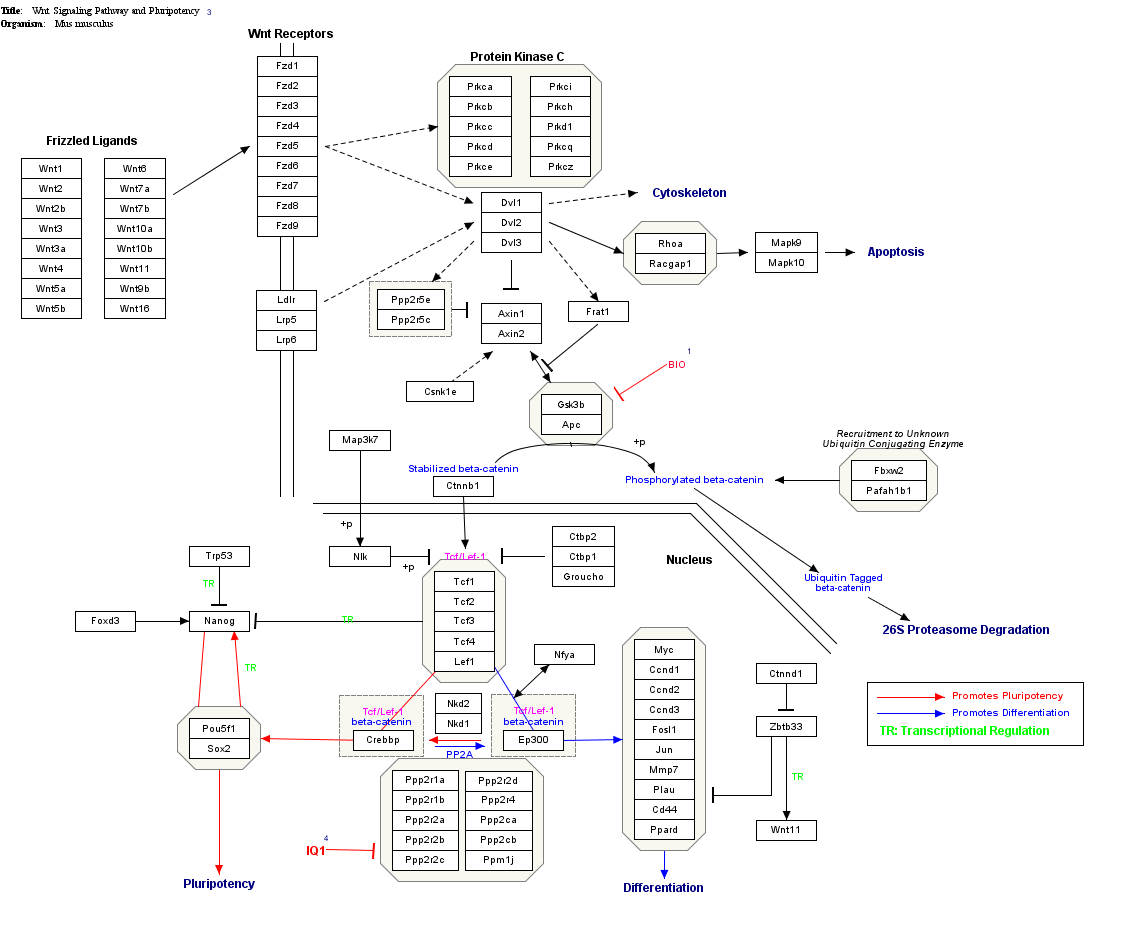 Title: Wnt Signaling Pathway and Pluripotency 3
Organism: Mus musculus
Wnt Receptors
Fzd1
Fzd2
Fzd3
Fzd4
Fzd5
Fzd6
Fzd7
Fzd8
Fzd9
Ldlr
Lrp5
Lrp6
Frizzled Ligands
Wnt1
Wnt2
Wnt2b
Wnt3
Wnt3a
Wnt4
Wnt5a
Wnt5b
Wnt6
Wnt7a
Wnt7b
Wnt10a
Wnt10b
Wnt11
Wnt9b
Wnt16
Protein Kinase C
Prkca
Prkcb
Prkcc
Prkcd
Prkce
Prkci
Prkch
Prkd1
Prkcq
Prkcz
Dvl1
Dvl2
Dvl3
Cytoskeleton
Rhoa
Racgap1
Mapk9
Mapk10
Apoptosis
Ppp2r5e
Ppp2r5c
Axin1
Axin2
Frat1
Csnk1e
BIO 1
Gsk3b
Apc
Map3k7
+p
Stabilized beta-catenin
Ctnnb1
+p
Phosphorylated beta-catenin
Recruitment to Unknown
Ubiquitin Conjugating Enzyme
Fbxw2
Pafah1b1
Nlk
+p
Tcf/Lef-1
Tcf1
Tcf2
Tcf3
Tcf4
Lef1
Ctbp2
Ctbp1
Groucho
Nucleus
Ubiquitin Tagged
beta-catenin
26S Proteasome Degradation
Trp53
TR
Foxd3
Nanog
TR
TR
Pou5f1
Sox2
Pluripotency
Nfya
Tcf/Lef-1
beta-catenin
Crebbp
Nkd2
Nkd1
PP2A
Tcf/Lef-1
beta-catenin
Ep300
Ppp2r1a
Ppp2r1b
Ppp2r2a
Ppp2r2b
Ppp2r2c
Ppp2r2d
Ppp2r4
Ppp2ca
Ppp2cb
Ppm1j
IQ1 4
Myc
Ccnd1
Ccnd2
Ccnd3
Fosl1
Jun
Mmp7
Plau
Cd44
Ppard
Differentiation
Ctnnd1
Zbtb33
TR
Wnt11
Promotes Pluripotency
Promotes Differentiation
TR: Transcriptional Regulation